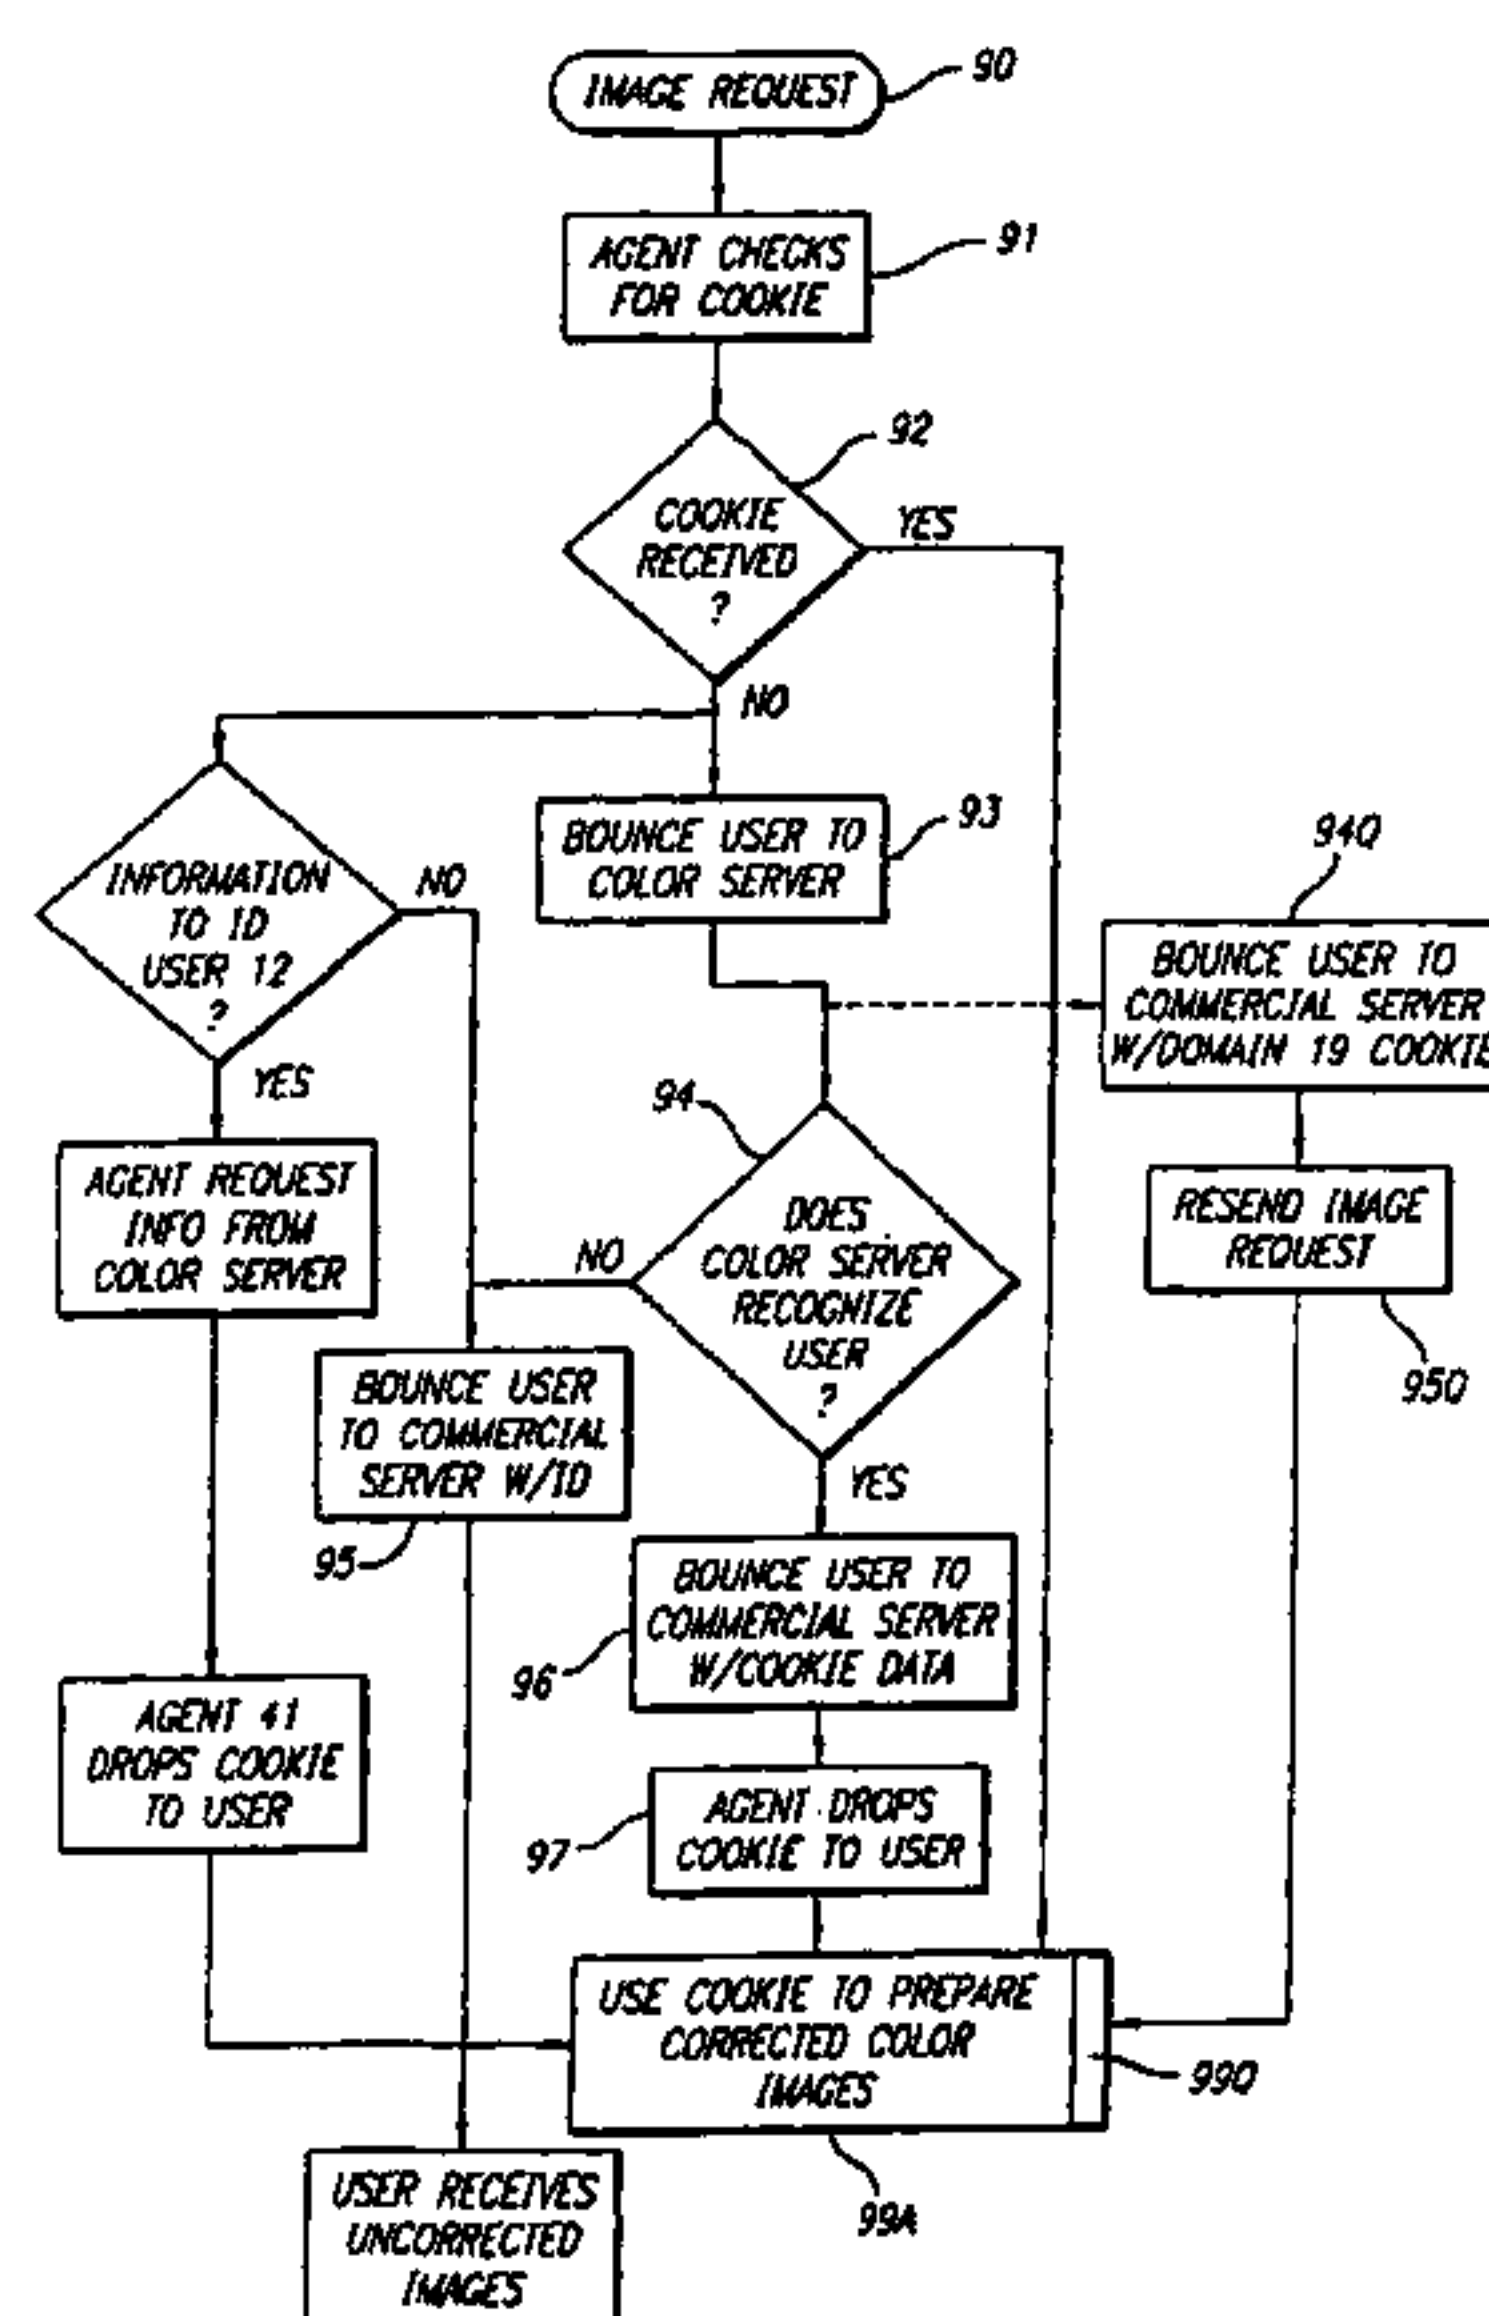 IMAGE REQUEST
90
AGENT CHECKS
FOR COOKIE
91
92
COOKIE
RECEIVED
?
YES
NO
INFORMATION
TO ID
USER 12
?
NO
YES
BOUNCE USER TO
COLOR SERVER
93
940
BOUNCE USER TO
COMMERCIAL SERVER
W/DOMAIN 19 COOKIE
94
DOES
COLOR SERVER
RECOGNIZE
USER
?
NO
YES
AGENT REQUEST
INFO FROM
COLOR SERVER
RESEND IMAGE
REQUEST
950
BOUNCE USER
TO COMMERCIAL
SERVER W/ID
95
BOUNCE USER TO
COMMERCIAL SERVER
W/COOKIE DATA
96
AGENT 41
DROPS COOKIE
TO USER
AGENT DROPS
COOKIE TO USER
97
USE COOKIE TO PREPARE
CORRECTED COLOR
IMAGES
990
99A
USER RECEIVES
UNCORRECTED
IMAGES